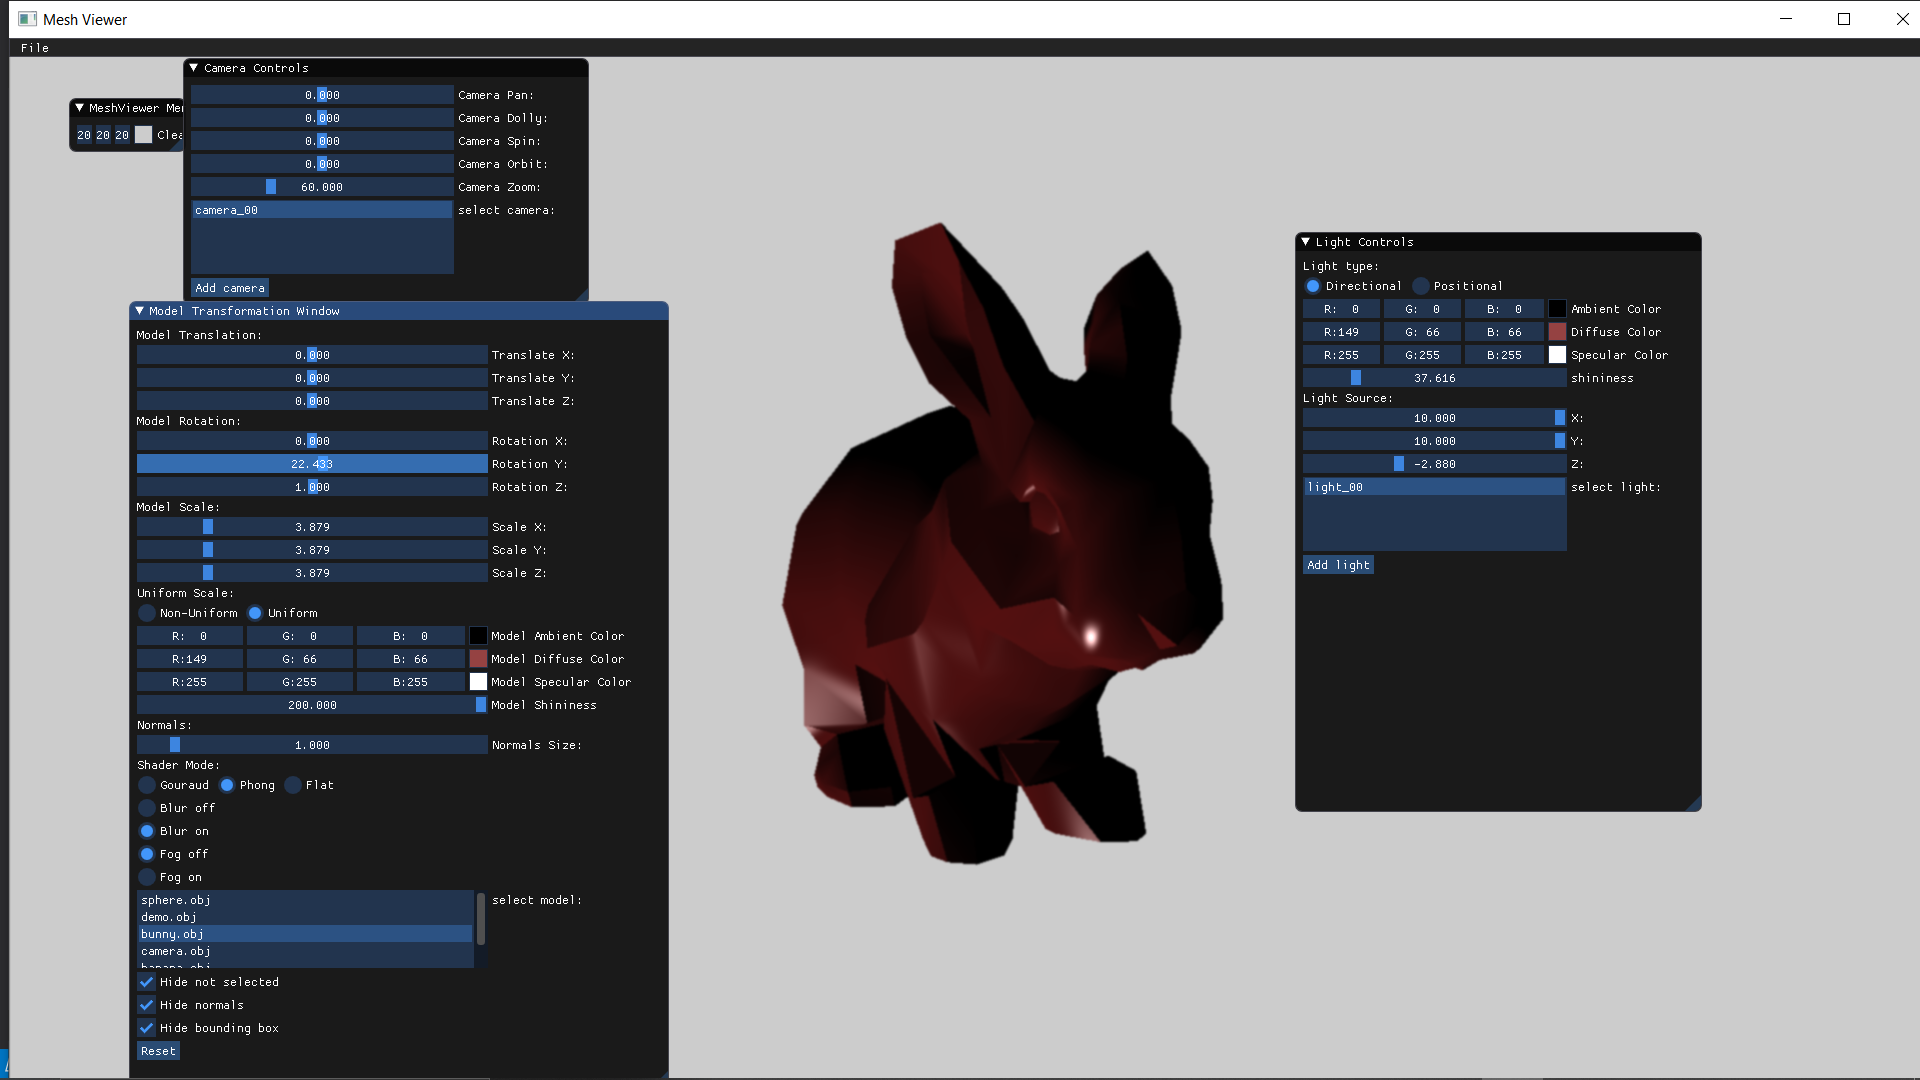 Mesh Viewer
File
MeshViewer Me
20 20 20 Clea
Camera Controls
0.000 Camera Pan:
0.000 Camera Dolly:
0.000 Camera Spin:
0.000 Camera Orbit:
60.000 Camera Zoom:
camera_00 select camera:
Add camera
Model Transformation Window
Model Translation:
0.000 Translate X:
0.000 Translate Y:
0.000 Translate Z:
Model Rotation:
0.000 Rotation X:
22.433 Rotation Y:
1.000 Rotation Z:
Model Scale:
3.879 Scale X:
3.879 Scale Y:
3.879 Scale Z:
Uniform Scale:
Non-Uniform Uniform
R: 0 G: 0 B: 0 Model Ambient Color
R:149 G: 66 B: 66 Model Diffuse Color
R:255 G:255 B:255 Model Specular Color
200.000 Model Shininess
Normals:
1.000 Normals Size:
Shader Mode:
Gouraud Phong Flat
Blur off
Blur on
Fog off
Fog on
sphere.obj select model:
demo.obj
bunny.obj
camera.obj
banana.obj
Hide not selected
Hide normals
Hide bounding box
Reset
Light Controls
Light type:
Directional Positional
R: 0 G: 0 B: 0 Ambient Color
R:149 G: 66 B: 66 Diffuse Color
R:255 G:255 B:255 Specular Color
37.616 shininess
Light Source:
10.000 X:
10.000 Y:
-2.880 Z:
light_00 select light:
Add light